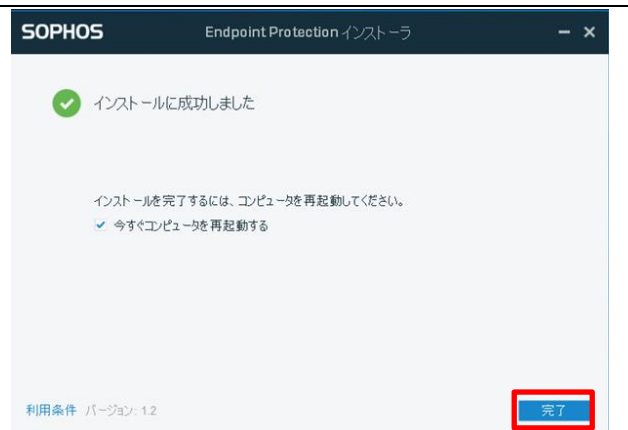 SOPHOS Endpoint Protection インストーラ
インストールに成功しました
インストールを完了するには、コンピュータを再起動してください。
今すぐコンピュータを再起動する
利用条件 バージョン: 1.2 完了